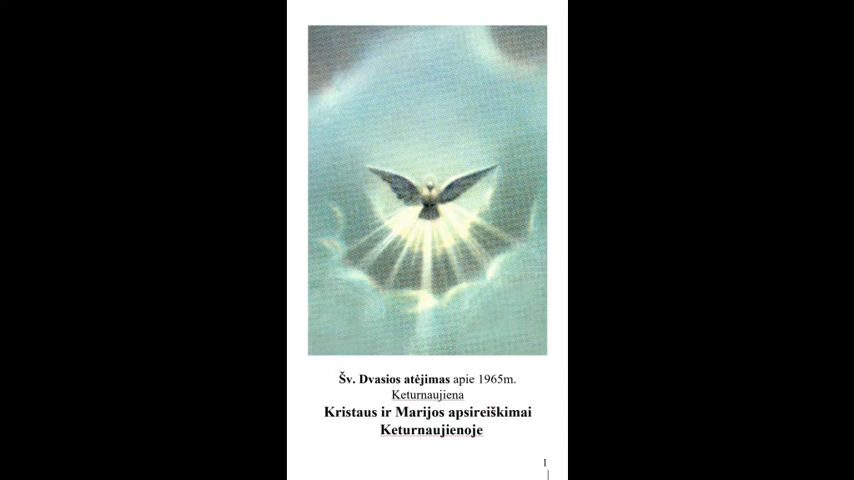 Šv. Dvasios atėjimas apie 1965m.
Keturnaujiena
Kristaus ir Marijos apsireiškimai
Keturnaujienoje
1